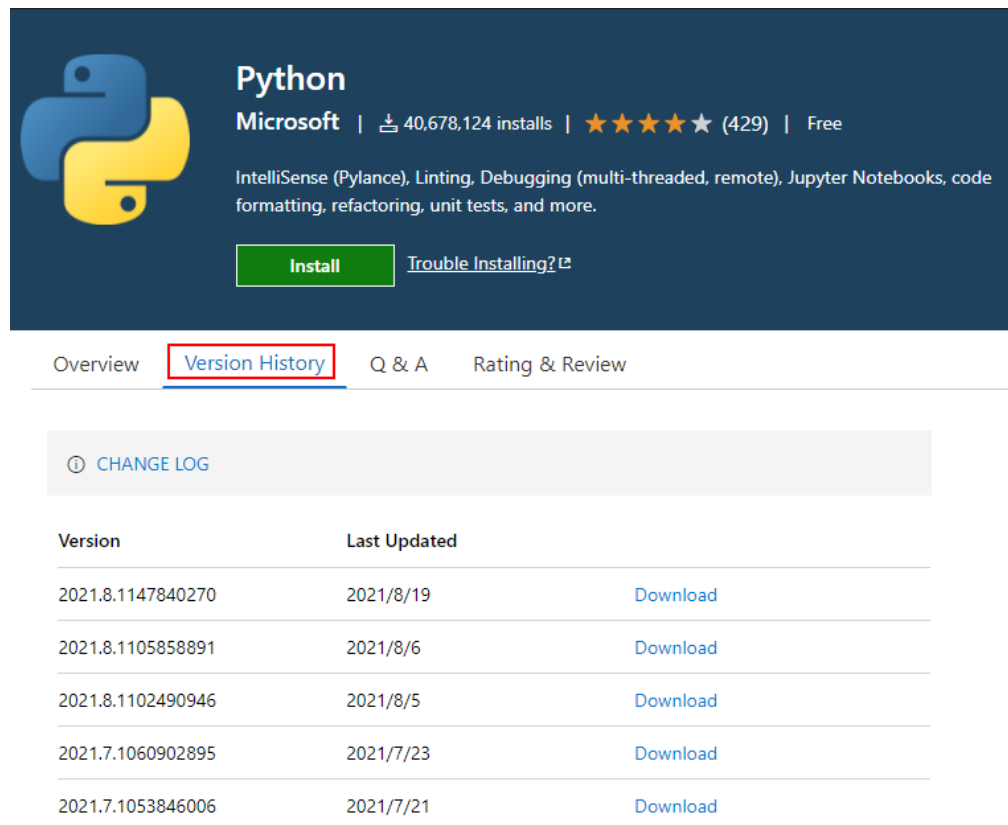 Python
Microsoft | 40,678,124 installs | (429) | Free
IntelliSense (Pylance), Linting, Debugging (multi-threaded, remote), Jupyter Notebooks, code
formatting, refactoring, unit tests, and more.
Install Trouble Installing?
Overview Version History Q & A Rating & Review
CHANGE LOG
Version Last Updated
2021.8.1147840270 2021/8/19 Download
2021.8.1105858891 2021/8/6 Download
2021.8.1102490946 2021/8/5 Download
2021.7.1060902895 2021/7/23 Download
2021.7.1053846006 2021/7/21 Download